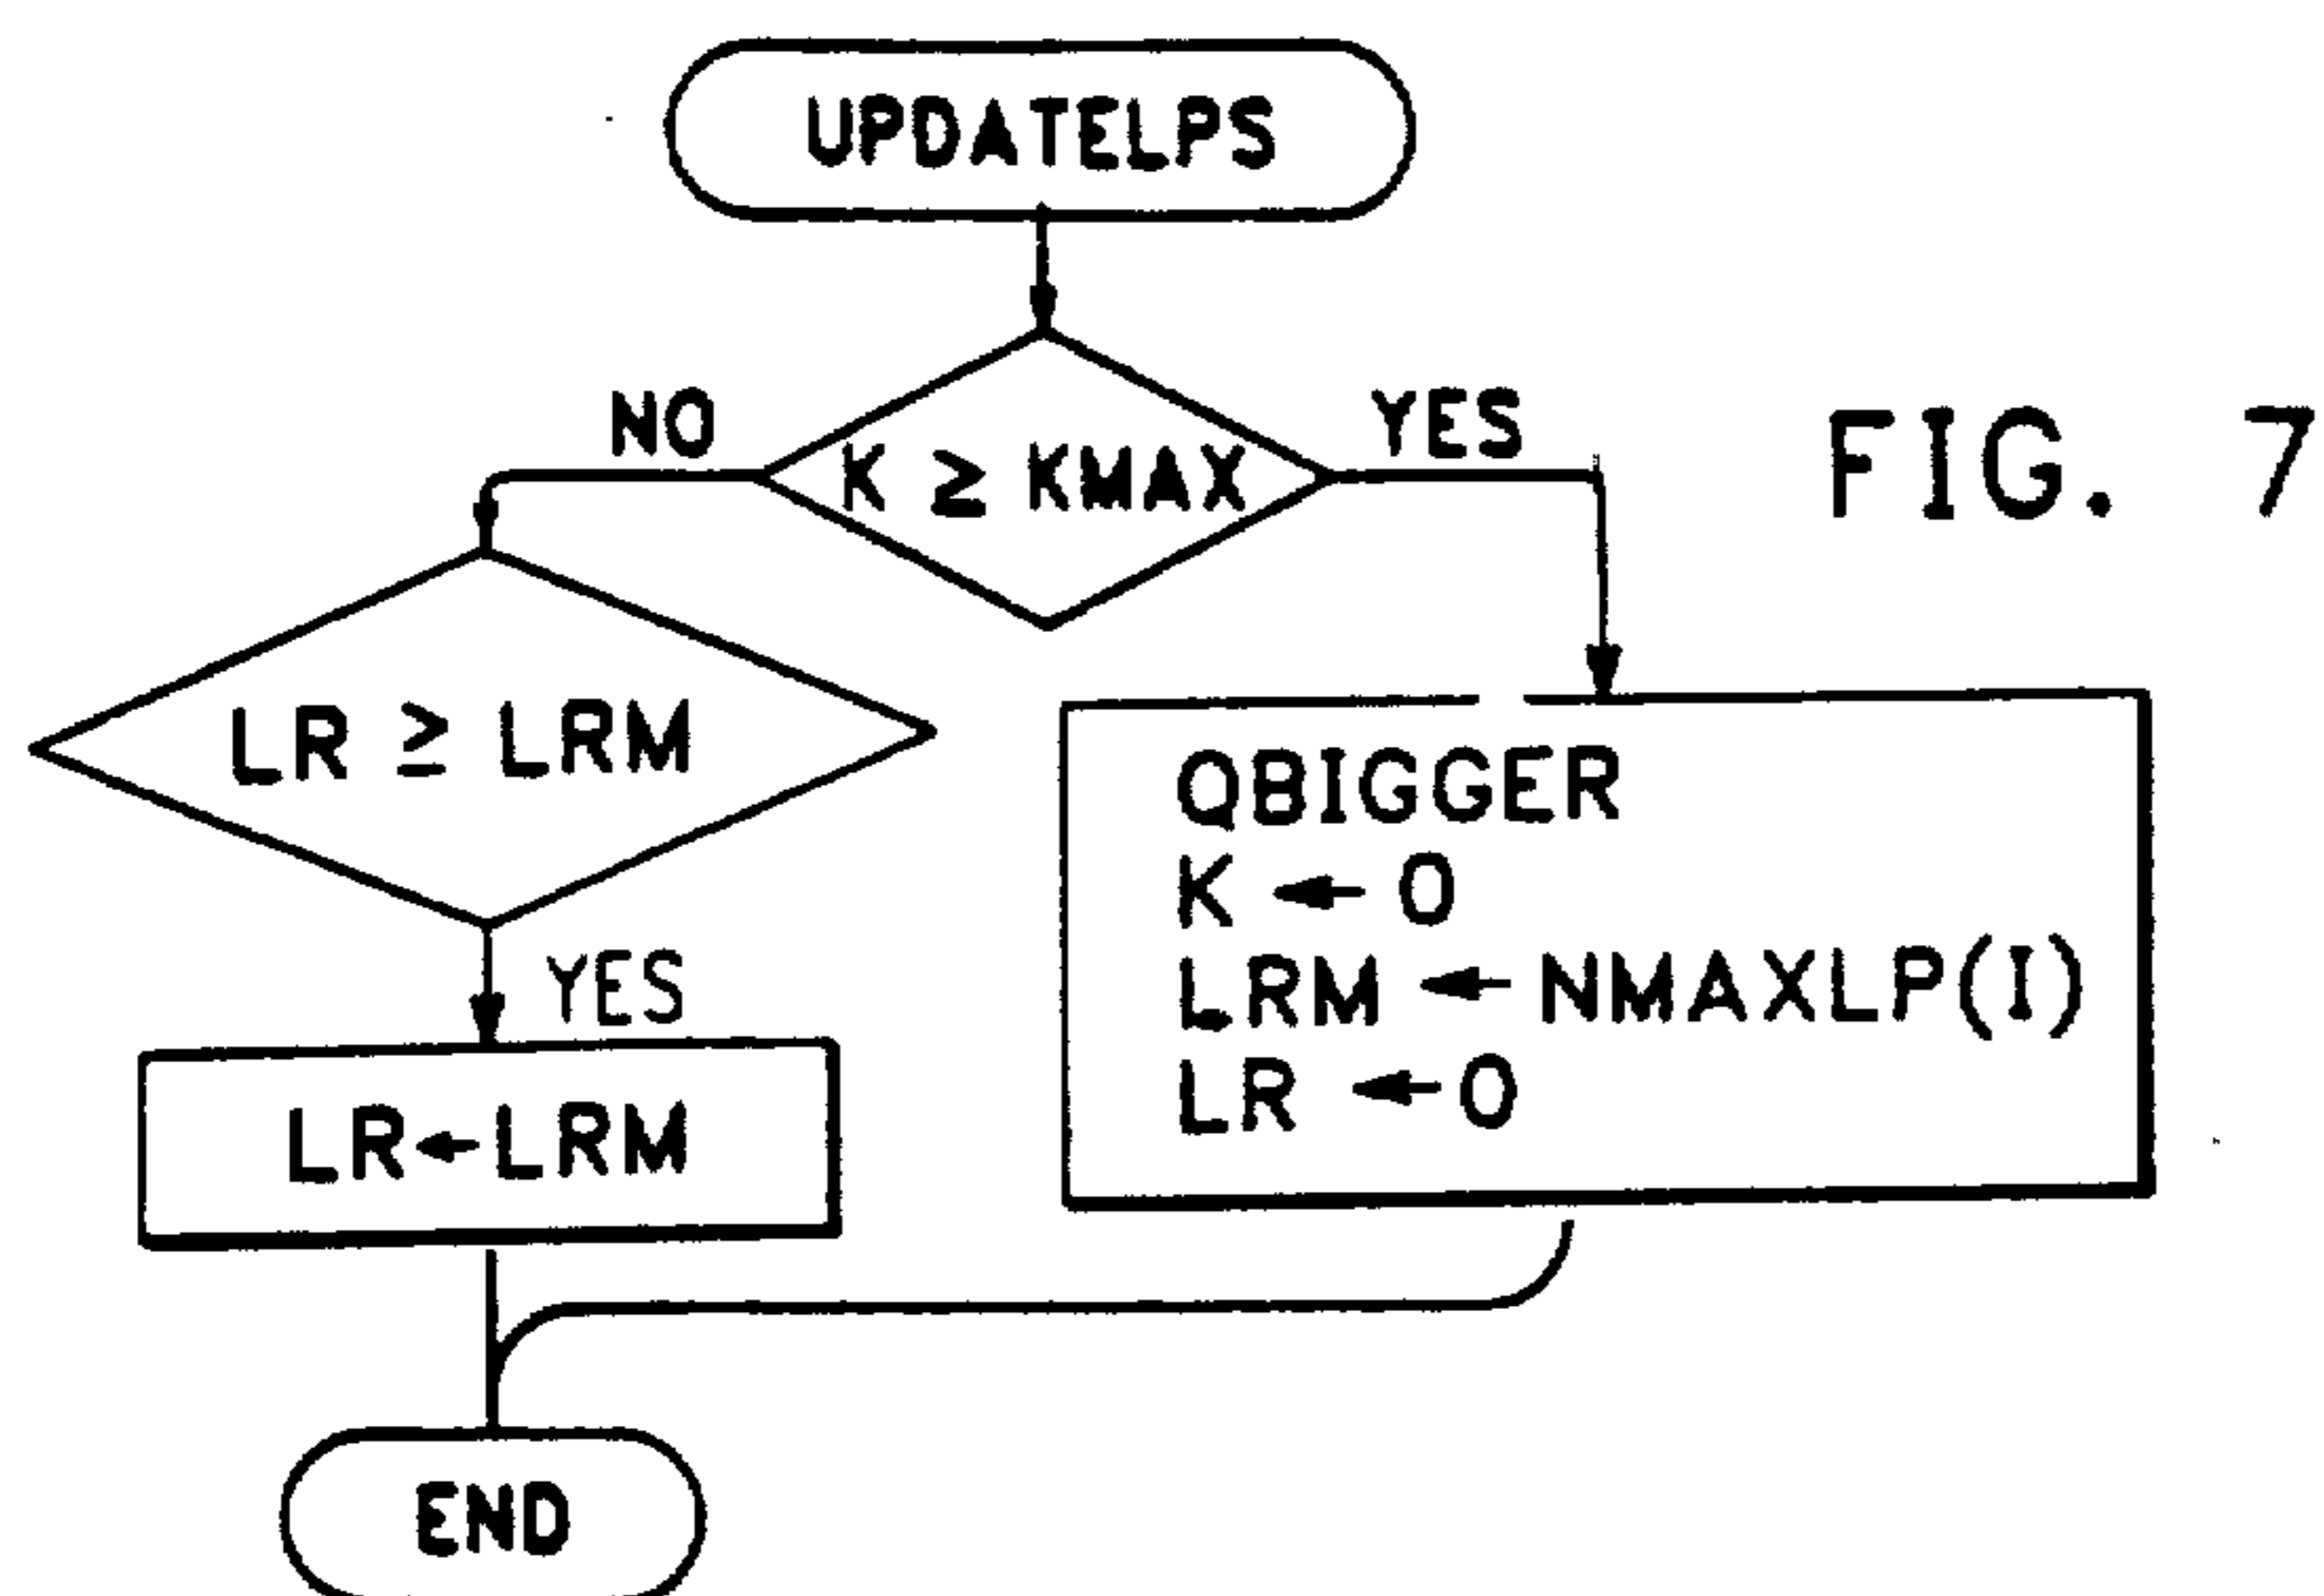 UPDATELPS
NO
YES
K ≥ KMAX
FIG. 7
LR ≥ LRM
YES
LR←LRM
QBIGGER
K ← 0
LRM ← NMAXLP(I)
LR ← 0
END